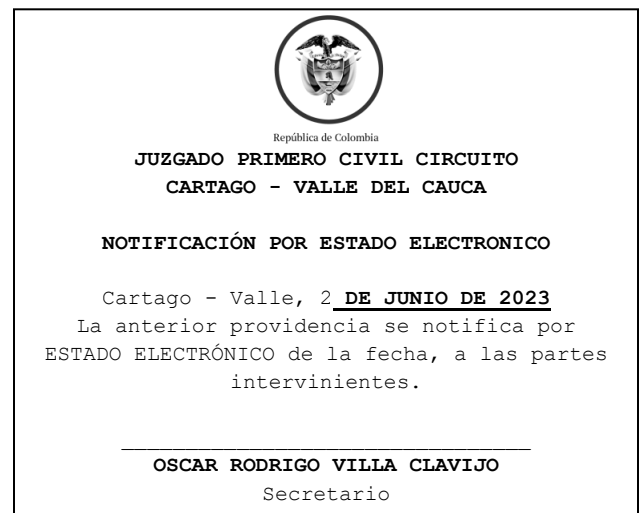 República de Colombia
JUZGADO PRIMERO CIVIL CIRCUITO
CARTAGO - VALLE DEL CAUCA
NOTIFICACIÓN POR ESTADO ELECTRONICO
Cartago - Valle, 2 DE JUNIO DE 2023
La anterior providencia se notifica por
ESTADO ELECTRÓNICO de la fecha, a las partes
intervinientes.
________________________________
OSCAR RODRIGO VILLA CLAVIJO
Secretario